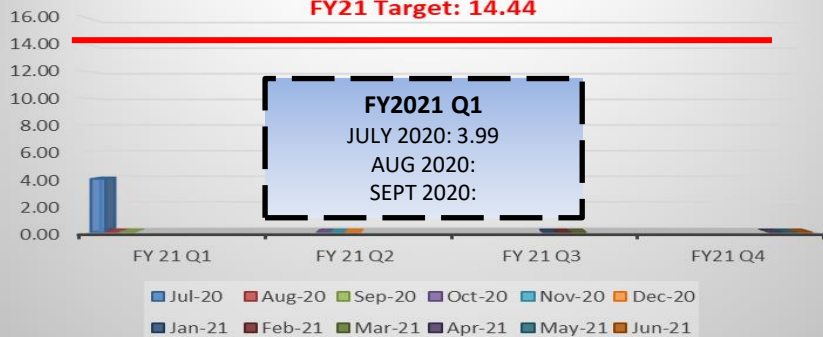 FY21 Target: 14.44
16.00
14.00
12.00
10.00
8.00
6.00
4.00
2.00
0.00
FY2021 Q1
JULY 2020: 3.99
AUG 2020:
SEPT 2020:
FY 21 Q1 FY 21 Q2 FY 21 Q3 FY21 Q4
Jul-20 Aug-20 Sep-20 Oct-20 Nov-20 Dec-20
Jan-21 Feb-21 Mar-21 Apr-21 May-21 Jun-21